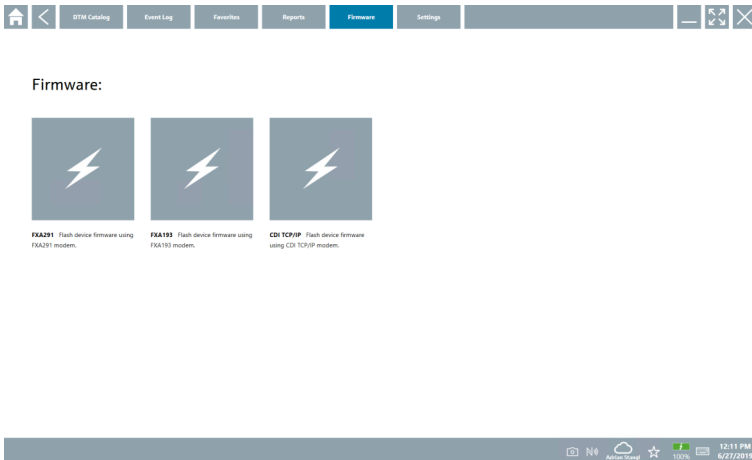 DTM Catalog
Event Log
Favorites
Reports
Firmware
Settings
Firmware:
FXA291 Flash device firmware using
FXA291 modem.
FXA193 Flash device firmware using
FXA193 modem.
CDI TCP/IP Flash device firmware
using CDI TCP/IP modem.
Adrian Stangl
100%
12:11 PM
6/27/2019